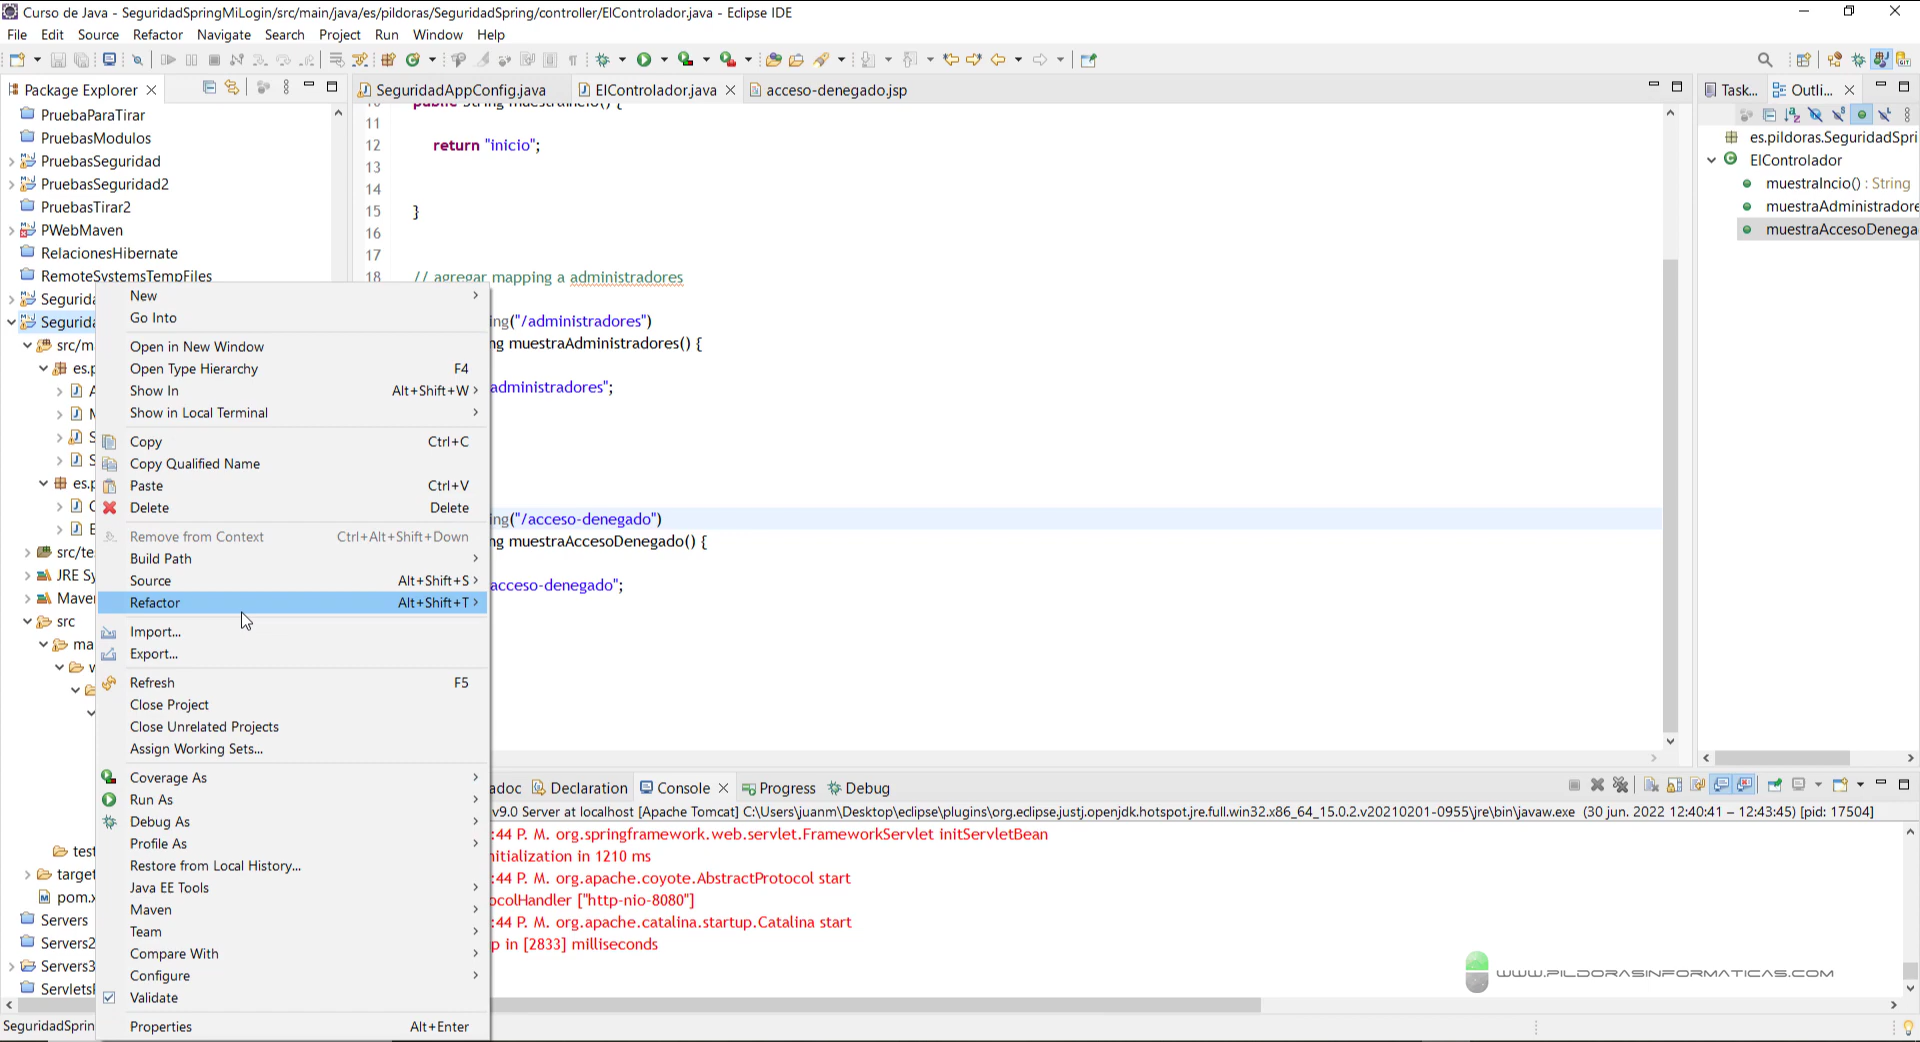 Curso de Java - SeguridadSpringMiLogin/src/main/java/es/pildoras/SeguridadSpring/controller/ElControlador.java - Eclipse IDE
File Edit Source Refactor Navigate Search Project Run Window Help
Package Explorer
SeguridadAppConfig.java ElControlador.java acceso-denegado.jsp
Task... Outli...
PruebaParaTirar
PruebasModulos
PruebasSeguridad
PruebasSeguridad2
PruebasTirar2
PWebMaven
RelacionesHibernate
RemoteSystemsTempFiles
Segurida
Segurida
src/m
es.p
es.p
src/te
JRE Sy
Maven
src
ma
test
target
pom.x
Servers
Servers2
Servers3
Servlets
SeguridadSprin
New
Go Into
Open in New Window
Open Type Hierarchy F4
Show In Alt+Shift+W
Show in Local Terminal
Copy Ctrl+C
Copy Qualified Name
Paste Ctrl+V
Delete Delete
Remove from Context Ctrl+Alt+Shift+Down
Build Path
Source Alt+Shift+S
Refactor Alt+Shift+T
Import...
Export...
Refresh F5
Close Project
Close Unrelated Projects
Assign Working Sets...
Coverage As
Run As
Debug As
Profile As
Restore from Local History...
Java EE Tools
Maven
Team
Compare With
Configure
Validate
Properties Alt+Enter
11
12 return "inicio";
13
14
15 }
16
17
18 // agregar mapping a administradores
ing("/administradores")
ng muestraAdministradores() {
administradores";
ing("/acceso-denegado")
ng muestraAccesoDenegado() {
acceso-denegado";
es.pildoras.SeguridadSpri
ElControlador
muestraIncio() : String
muestraAdministradore
muestraAccesoDenega
adoc Declaration Console Progress Debug
v9.0 Server at localhost [Apache Tomcat] C:\Users\juanm\Desktop\eclipse\plugins\org.eclipse.justj.openjdk.hotspot.jre.full.win32.x86_64_15.0.2.v20210201-0955\jre\bin\javaw.exe (30 jun. 2022 12:40:41 – 12:43:45) [pid: 17504]
:44 P. M. org.springframework.web.servlet.FrameworkServlet initServletBean
nitialization in 1210 ms
:44 P. M. org.apache.coyote.AbstractProtocol start
ocolHandler ["http-nio-8080"]
:44 P. M. org.apache.catalina.startup.Catalina start
p in [2833] milliseconds
WWW.PILDORASINFORMATICAS.COM